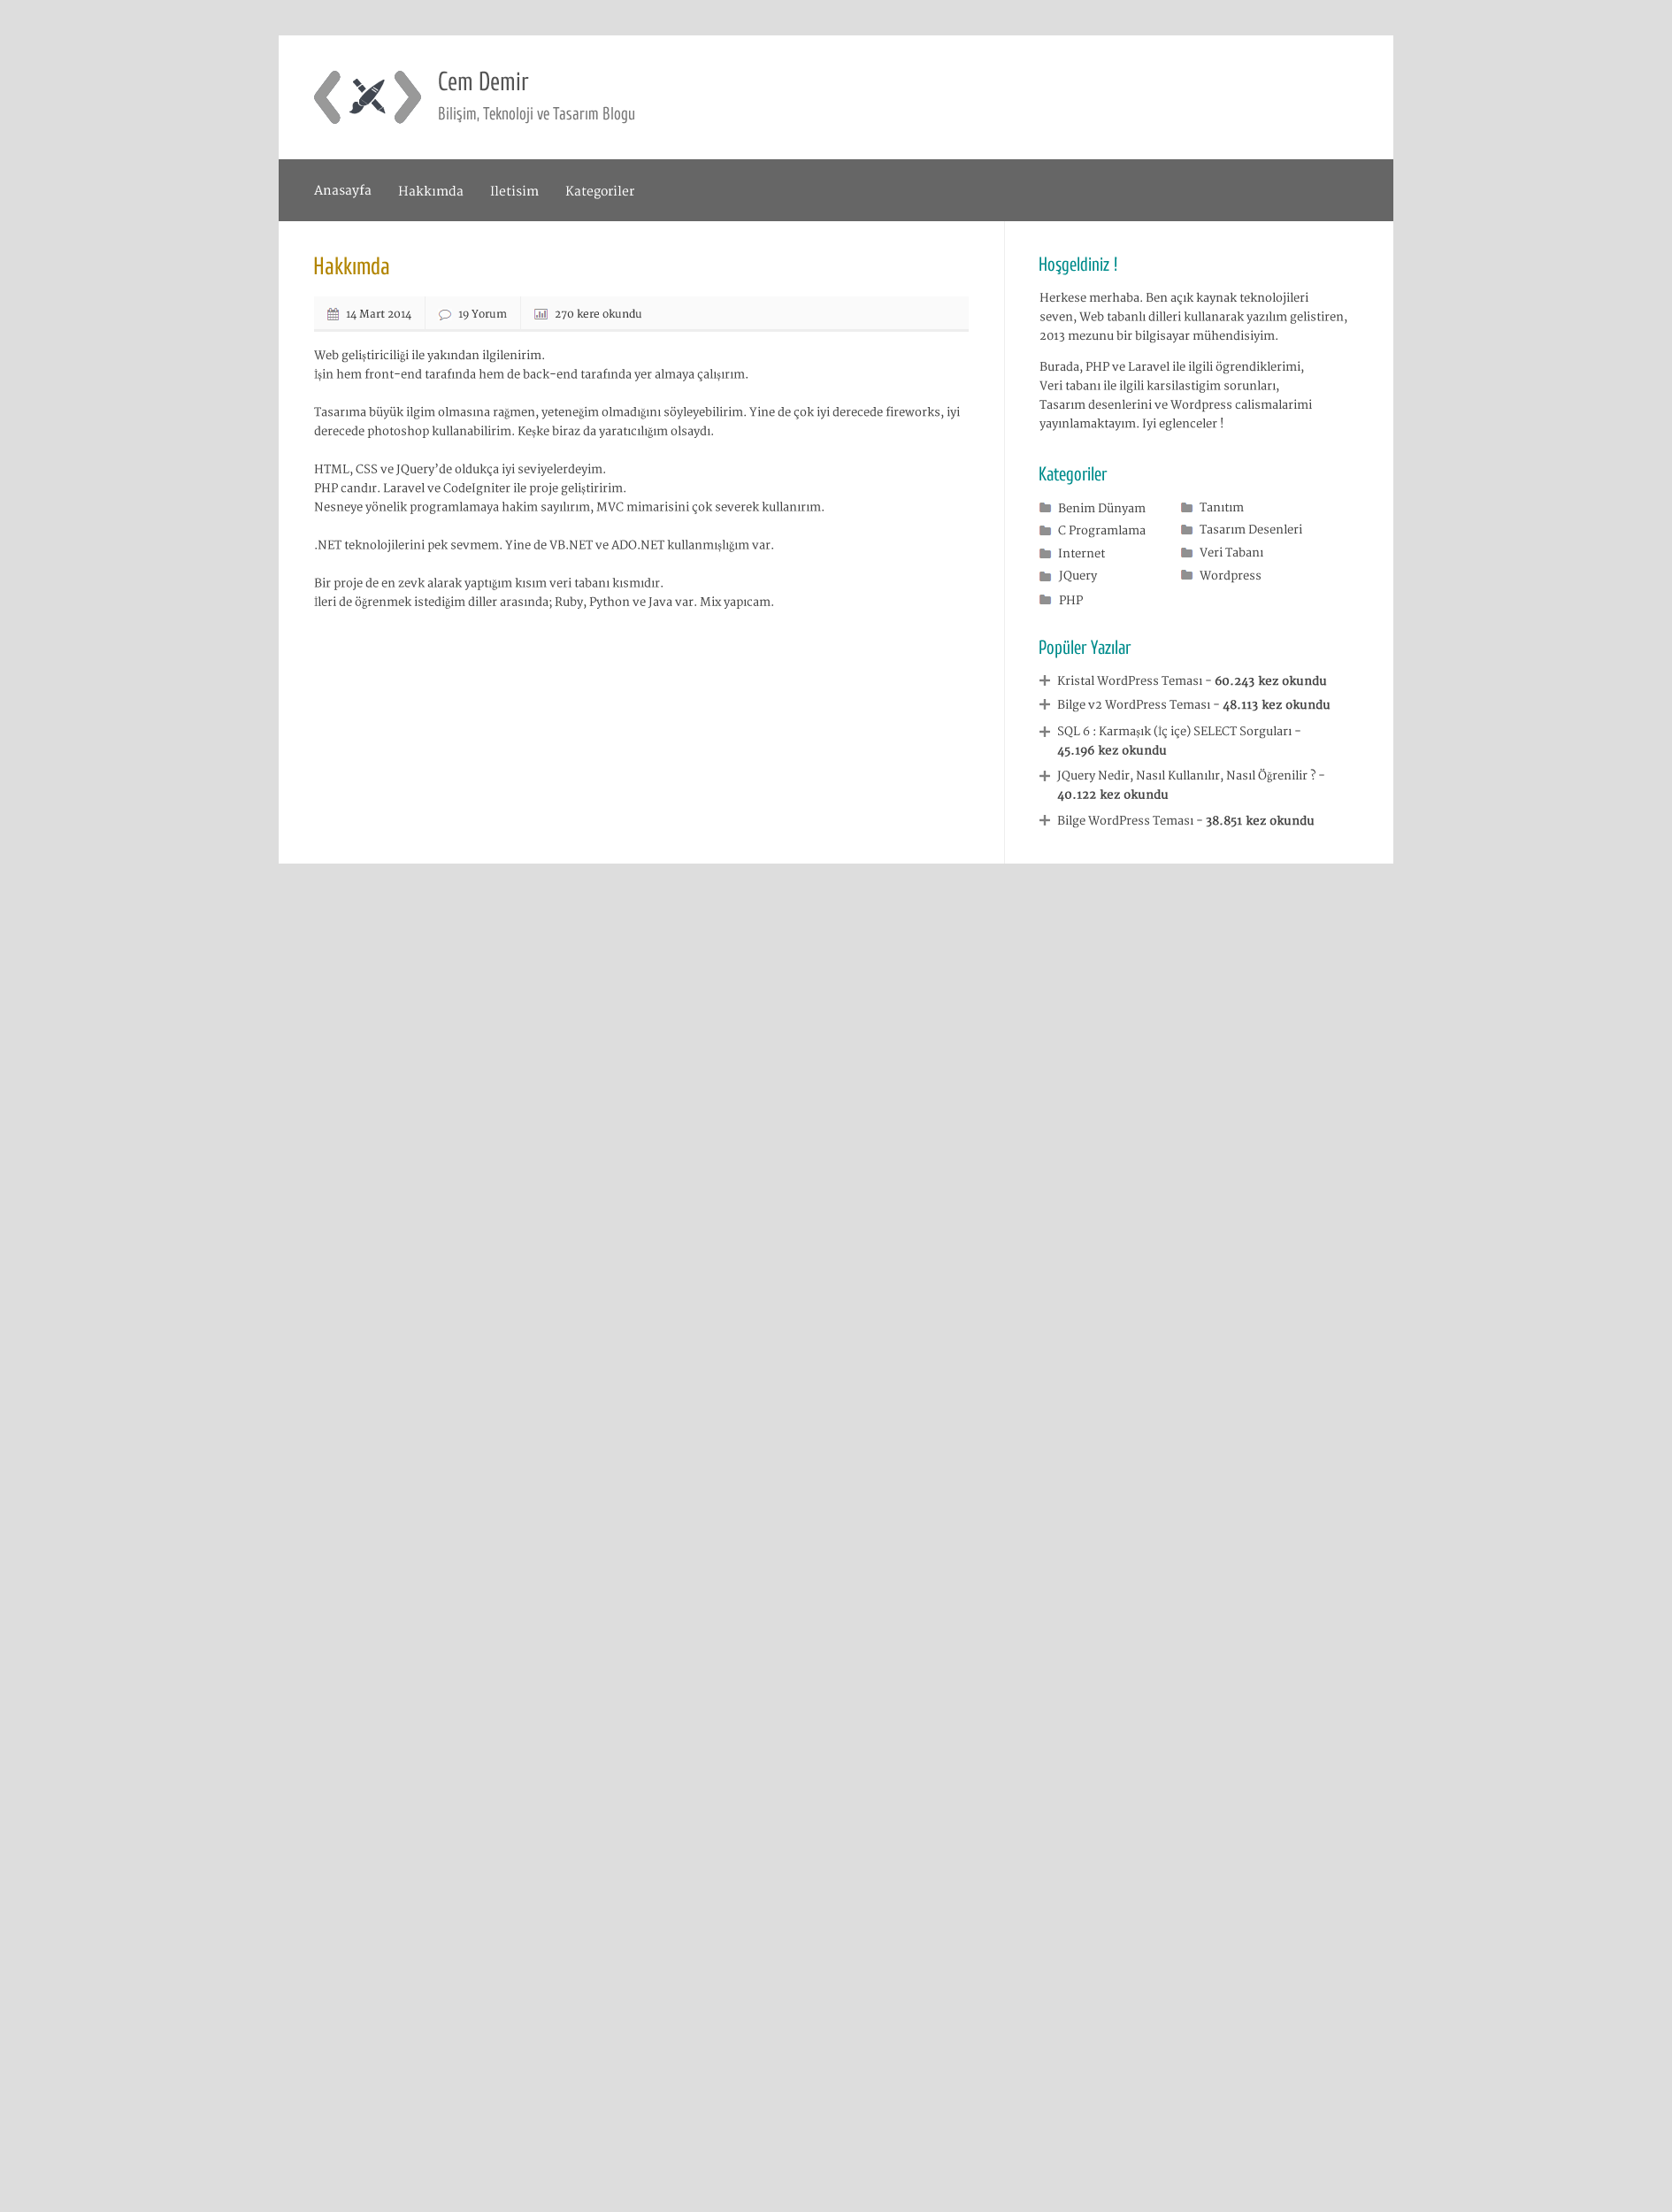 Cem Demir
Bilişim, Teknoloji ve Tasarım Blogu
Anasayfa Hakkımda Iletisim Kategoriler
Hakkımda
14 Mart 2014 19 Yorum 270 kere okundu
Web geliştiriciliği ile yakından ilgilenirim.
İşin hem front-end tarafında hem de back-end tarafında yer almaya çalışırım.
Tasarıma büyük ilgim olmasına rağmen, yeteneğim olmadığını söyleyebilirim. Yine de çok iyi derecede fireworks, iyi
derecede photoshop kullanabilirim. Keşke biraz da yaratıcılığım olsaydı.
HTML, CSS ve JQuery’de oldukça iyi seviyelerdeyim.
PHP candır. Laravel ve CodeIgniter ile proje geliştiririm.
Nesneye yönelik programlamaya hakim sayılırım, MVC mimarisini çok severek kullanırım.
.NET teknolojilerini pek sevmem. Yine de VB.NET ve ADO.NET kullanmışlığım var.
Bir proje de en zevk alarak yaptığım kısım veri tabanı kısmıdır.
İleri de öğrenmek istediğim diller arasında; Ruby, Python ve Java var. Mix yapıcam.
Hoşgeldiniz !
Herkese merhaba. Ben açık kaynak teknolojileri
seven, Web tabanlı dilleri kullanarak yazılım gelistiren,
2013 mezunu bir bilgisayar mühendisiyim.
Burada, PHP ve Laravel ile ilgili ögrendiklerimi,
Veri tabanı ile ilgili karsilastigim sorunları,
Tasarım desenlerini ve Wordpress calismalarimi
yayınlamaktayım. Iyi eglenceler !
Kategoriler
Benim Dünyam Tanıtım
C Programlama Tasarım Desenleri
Internet Veri Tabanı
JQuery Wordpress
PHP
Popüler Yazılar
Kristal WordPress Teması - 60.243 kez okundu
Bilge v2 WordPress Teması - 48.113 kez okundu
SQL 6 : Karmaşık (İç içe) SELECT Sorguları -
45.196 kez okundu
JQuery Nedir, Nasıl Kullanılır, Nasıl Öğrenilir ? -
40.122 kez okundu
Bilge WordPress Teması - 38.851 kez okundu